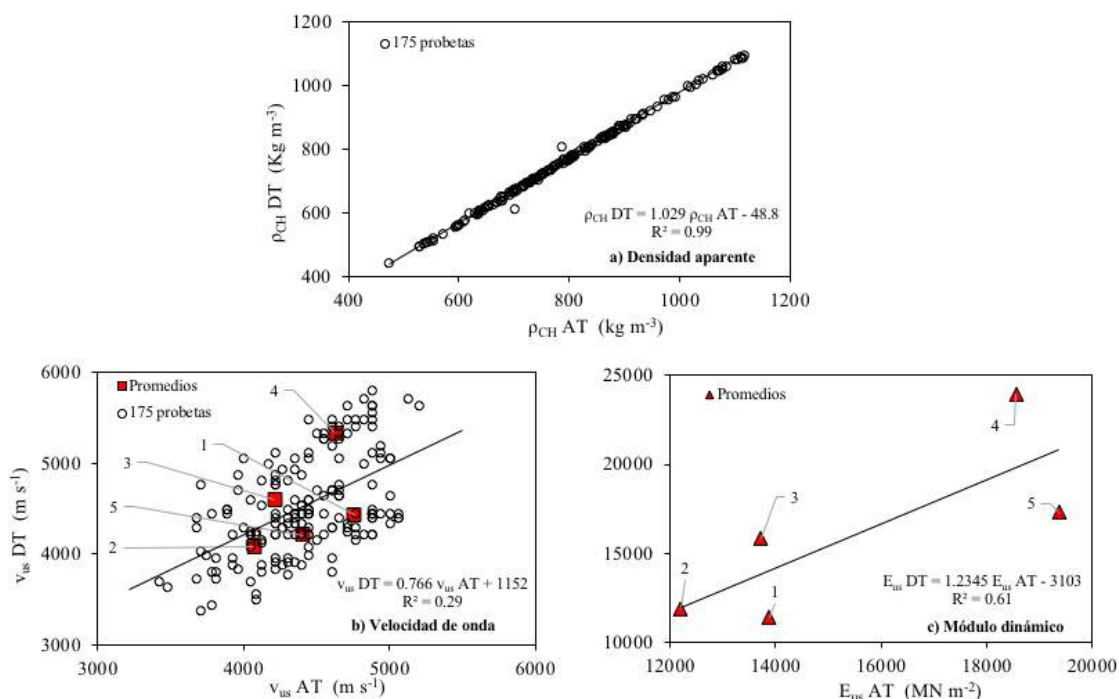 1200
1000
800
600
400
ρCH DT (Kg m-3)
175 probetas
ρCH DT = 1.029 ρCH AT - 48.8
R² = 0.99
a) Densidad aparente
400 600 800 1000 1200
ρCH AT (kg m-3)
6000
5000
4000
3000
vus DT (m s-1)
Promedios
175 probetas
4
1
3
5
2
vus DT = 0.766 vus AT + 1152
R² = 0.29
b) Velocidad de onda
3000 4000 5000 6000
vus AT (m s-1)
25000
20000
15000
10000
Eus DT (MN m-2)
Promedios
4
3
5
2
1
Eus DT = 1.2345 Eus AT - 3103
R² = 0.61
c) Módulo dinámico
12000 14000 16000 18000 20000
Eus AT (MN m-2)